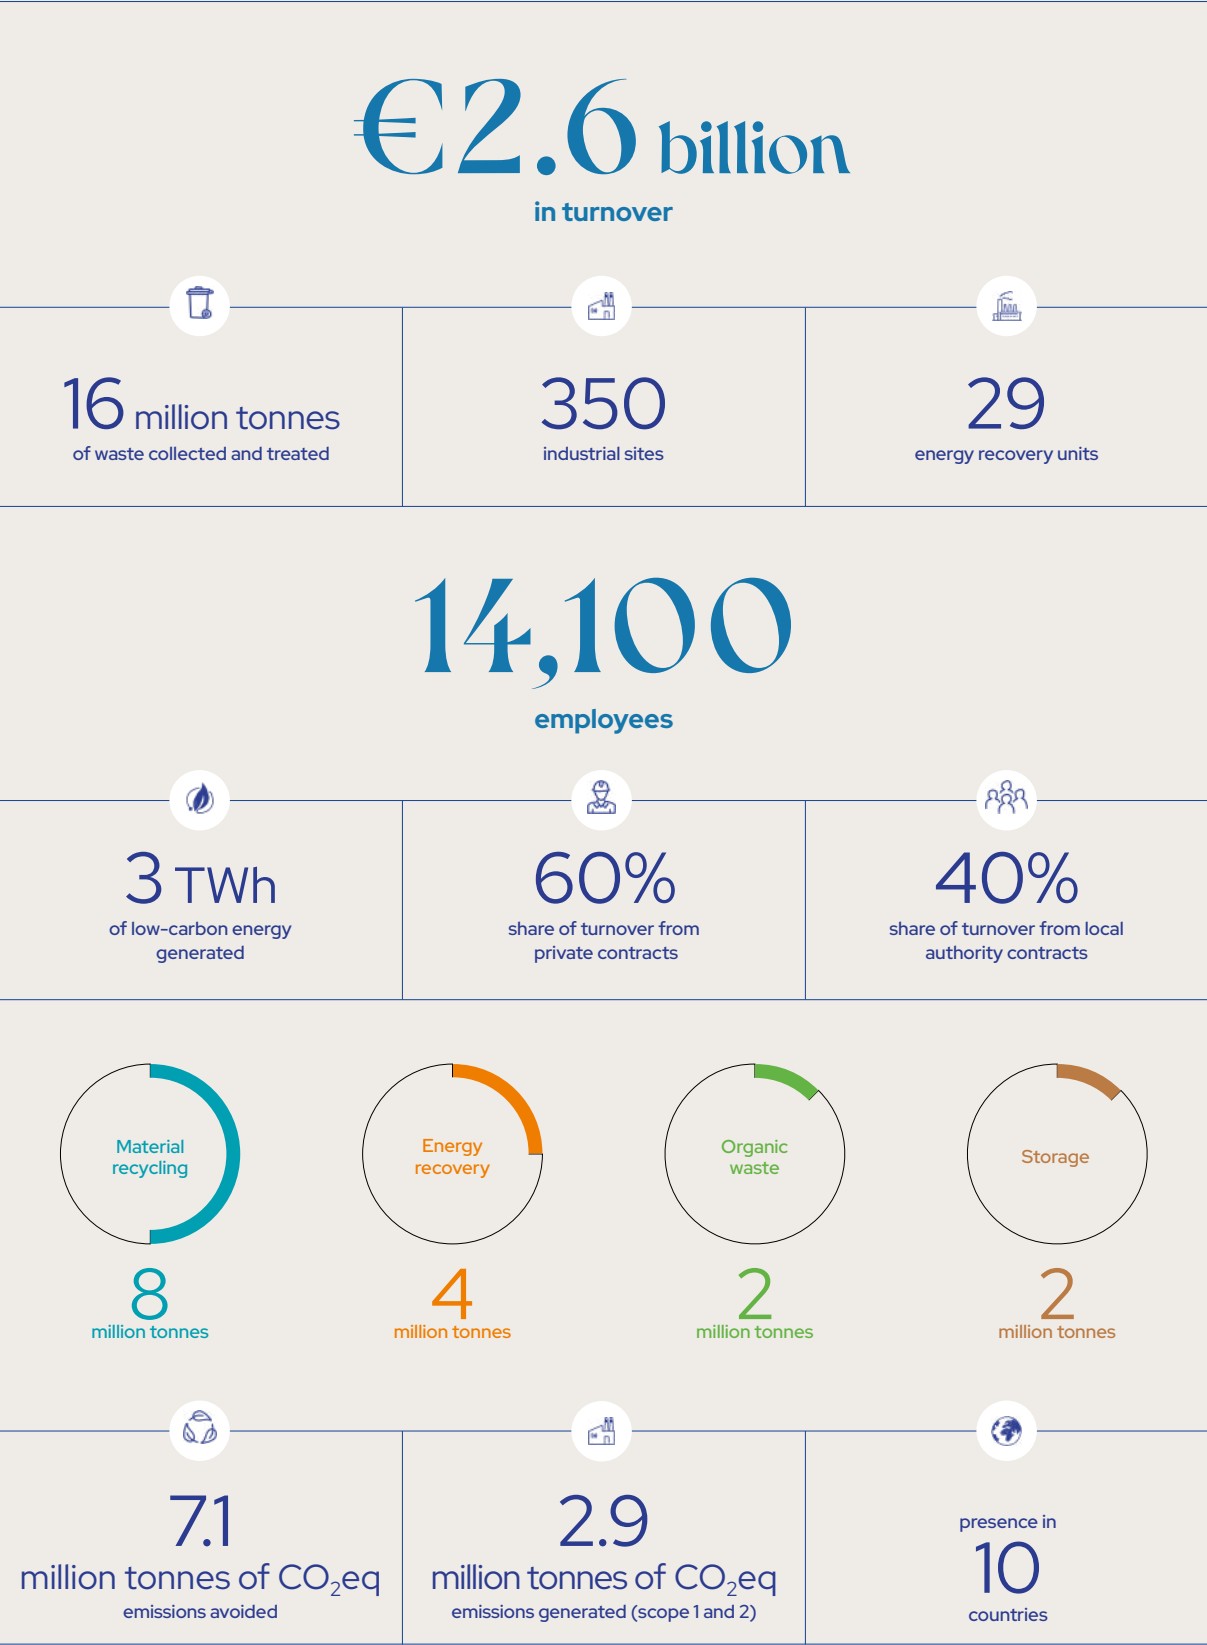 €2.6 billion
in turnover
16 million tonnes
of waste collected and treated
350
industrial sites
29
energy recovery units
14,100
employees
3 TWh
of low-carbon energy
generated
60%
share of turnover from
private contracts
40%
share of turnover from local
authority contracts
Material
recycling
8
million tonnes
Energy
recovery
4
million tonnes
Organic
waste
2
million tonnes
Storage
2
million tonnes
7.1
million tonnes of CO₂eq
emissions avoided
2.9
million tonnes of CO₂eq
emissions generated (scope 1 and 2)
presence in
10
countries